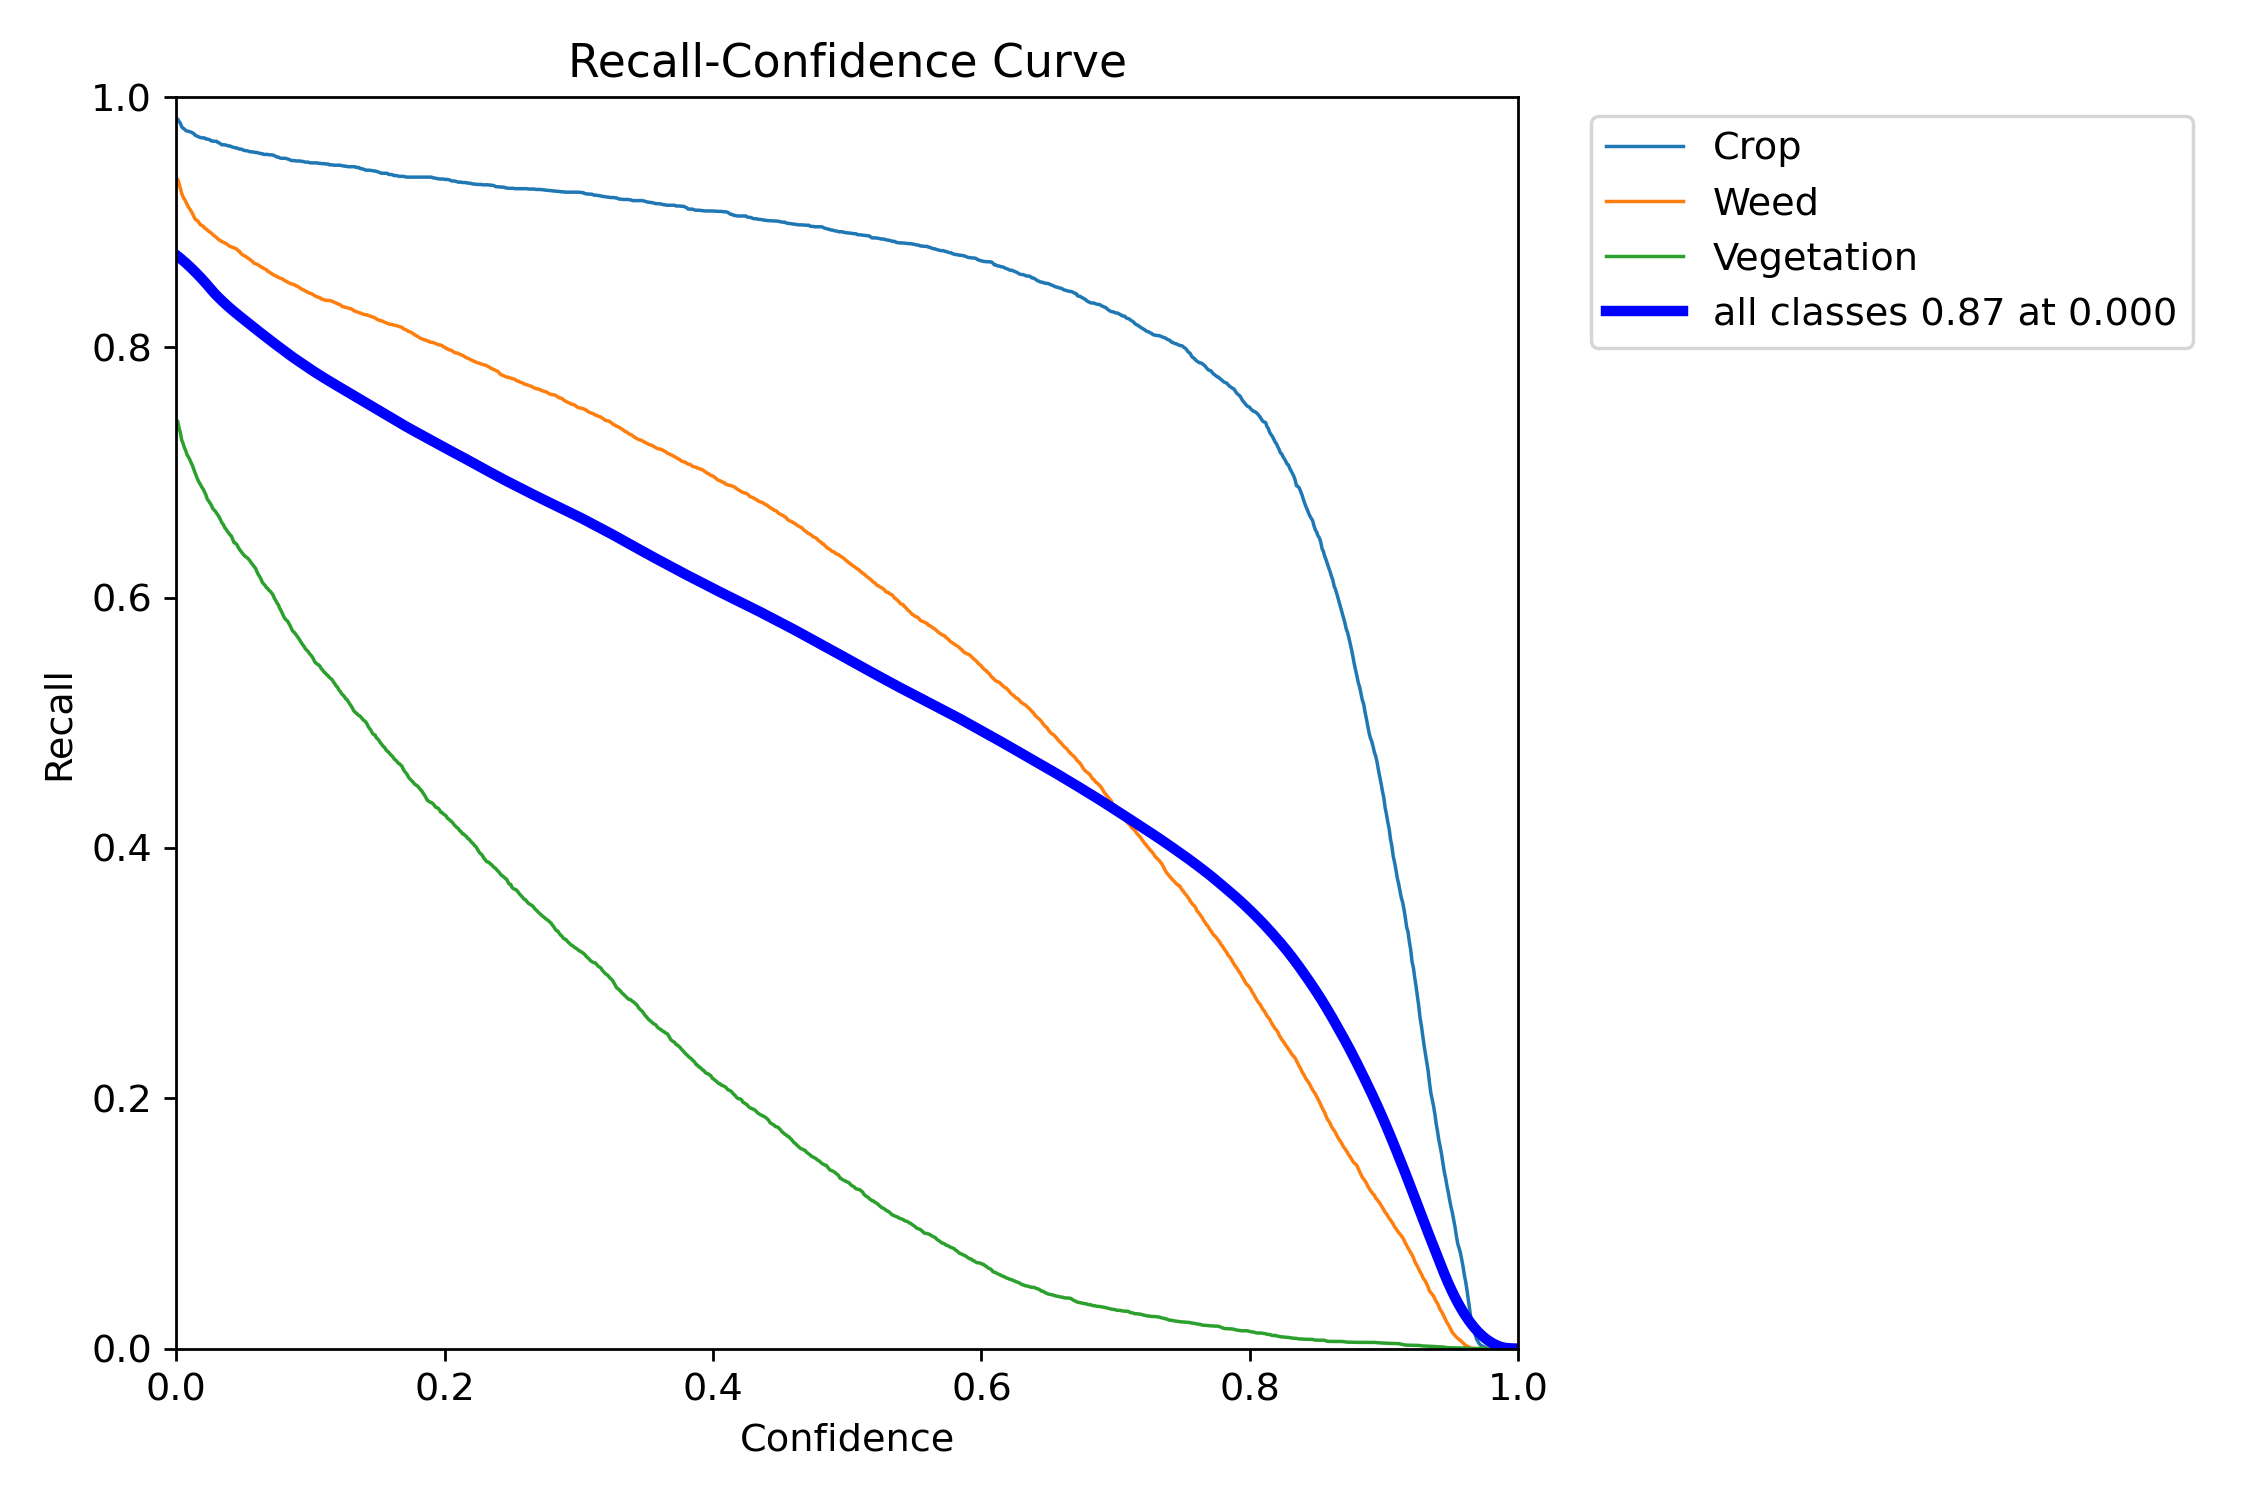 Recall-Confidence Curve
1.0
0.8
0.6
0.4
0.2
0.0
Recall
0.0 0.2 0.4 0.6 0.8 1.0
Confidence
Crop
Weed
Vegetation
all classes 0.87 at 0.000